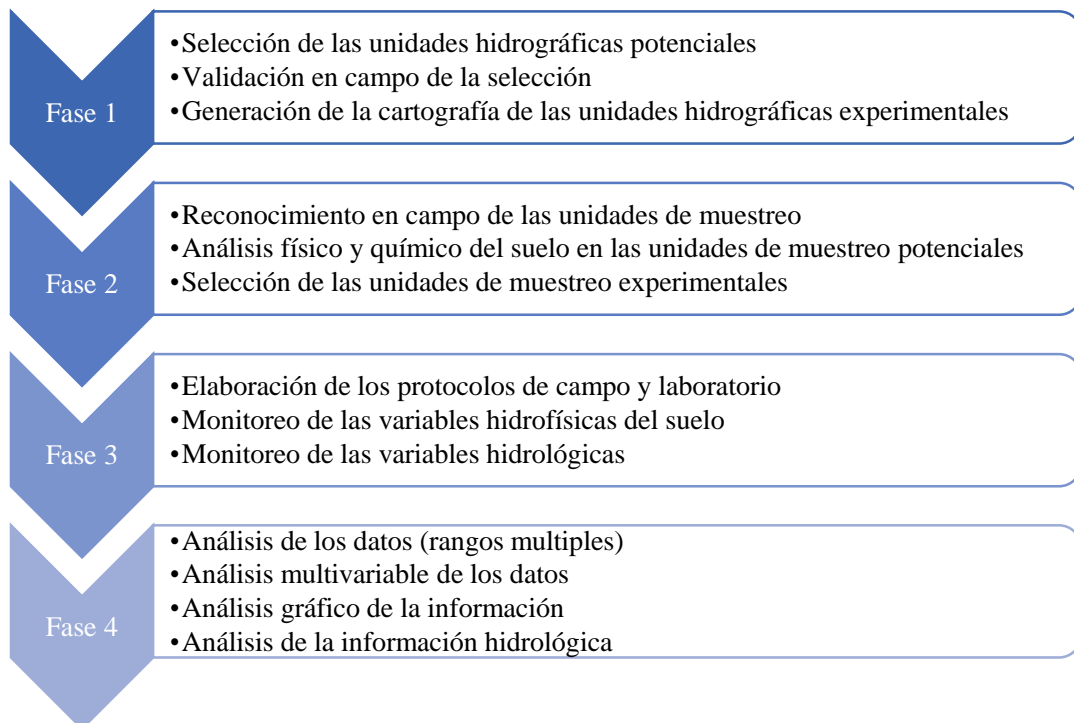 Fase 1
•Selección de las unidades hidrográficas potenciales
•Validación en campo de la selección
•Generación de la cartografía de las unidades hidrográficas experimentales
Fase 2
•Reconocimiento en campo de las unidades de muestreo
•Análisis físico y químico del suelo en las unidades de muestreo potenciales
•Selección de las unidades de muestreo experimentales
Fase 3
•Elaboración de los protocolos de campo y laboratorio
•Monitoreo de las variables hidrofísicas del suelo
•Monitoreo de las variables hidrológicas
Fase 4
•Análisis de los datos (rangos multiples)
•Análisis multivariable de los datos
•Análisis gráfico de la información
•Análisis de la información hidrológica